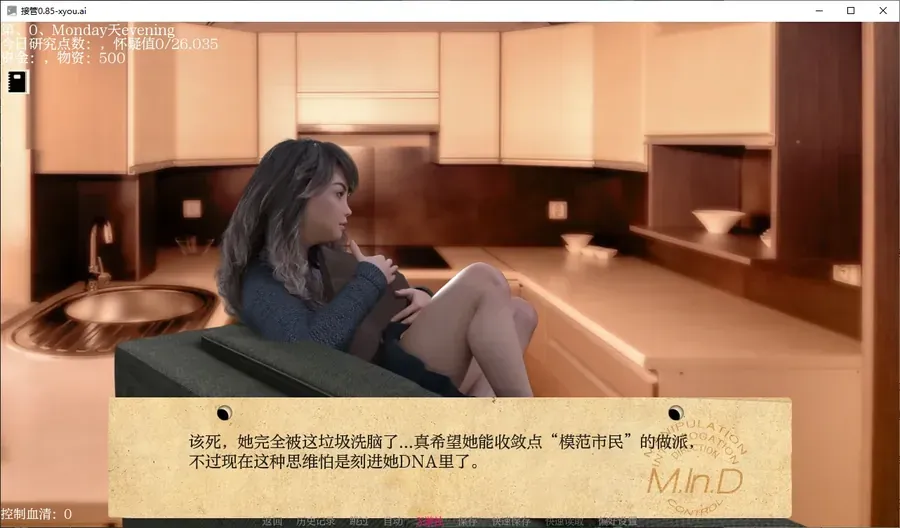 接管0.85-xyou.ai
0、Monday天evening
今日研究点数：，怀疑值0/26.035
资金：，物资：500
该死，她完全被这垃圾洗脑了...真希望她能收敛点“模范市民”的做派，
不过现在这种思维怕是刻进她DNA里了。
MANIPULATION
INTERROGATION
DIRECTION
M.In.D
CONTROL
控制血清：0
返回 历史记录 跳过 自动 保存 快速保存 快速读取 偏好设置